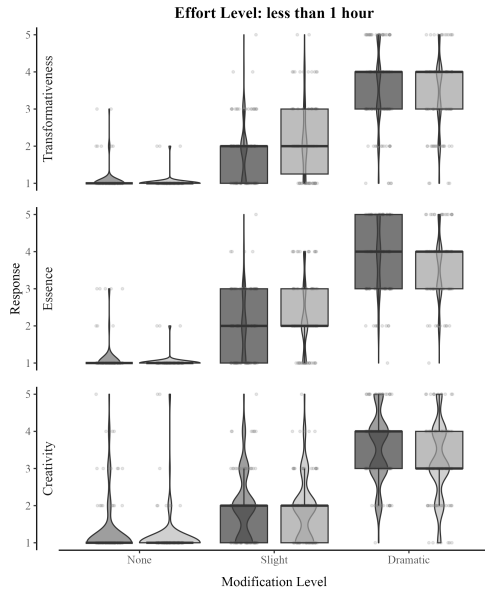 Effort Level: less than 1 hour
Transformativeness
5
4
3
2
1
Response
Essence
5
4
3
2
1
Creativity
5
4
3
2
1
None
Slight
Dramatic
Modification Level